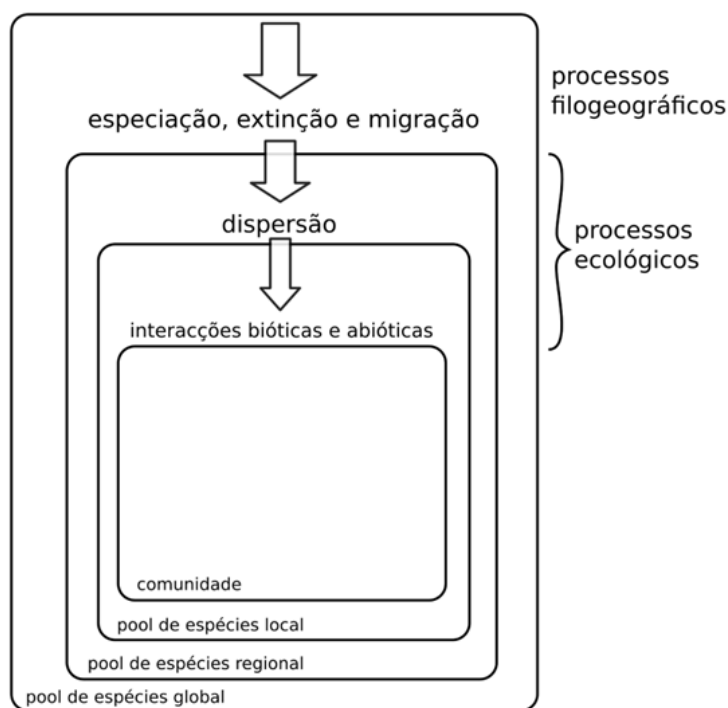 processos
filogeográficos
especiação, extinção e migração
dispersão
processos
ecológicos
interacções bióticas e abióticas
comunidade
pool de espécies local
pool de espécies regional
pool de espécies global